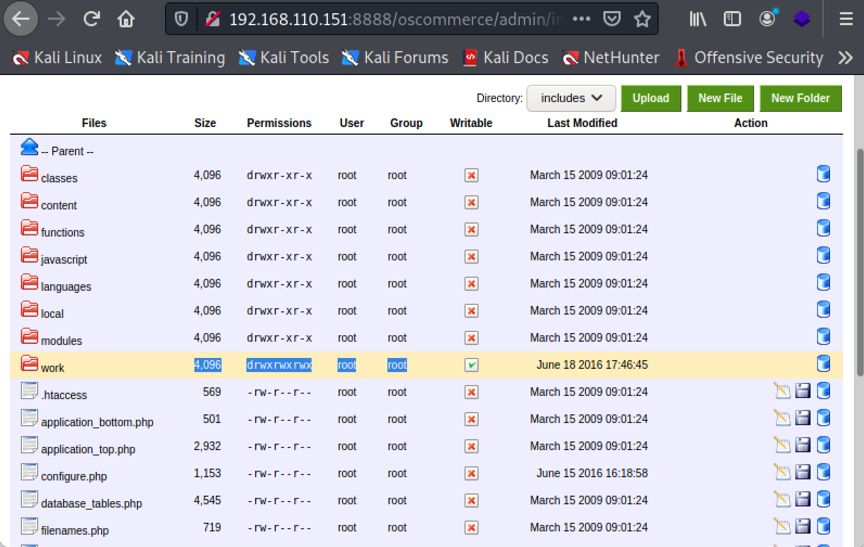 192.168.110.151:8888/oscommerce/admin/in
Kali Linux Kali Training Kali Tools Kali Forums Kali Docs NetHunter Offensive Security
Directory: includes Upload New File New Folder
Files Size Permissions User Group Writable Last Modified Action
-- Parent --
classes 4,096 drwxr-xr-x root root March 15 2009 09:01:24
content 4,096 drwxr-xr-x root root March 15 2009 09:01:24
functions 4,096 drwxr-xr-x root root March 15 2009 09:01:24
javascript 4,096 drwxr-xr-x root root March 15 2009 09:01:24
languages 4,096 drwxr-xr-x root root March 15 2009 09:01:24
local 4,096 drwxr-xr-x root root March 15 2009 09:01:24
modules 4,096 drwxr-xr-x root root March 15 2009 09:01:24
work 4,096 drwxrwxrwx root root June 18 2016 17:46:45
.htaccess 569 -rw-r--r-- root root March 15 2009 09:01:24
application_bottom.php 501 -rw-r--r-- root root March 15 2009 09:01:24
application_top.php 2,932 -rw-r--r-- root root March 15 2009 09:01:24
configure.php 1,153 -rw-r--r-- root root June 15 2016 16:18:58
database_tables.php 4,545 -rw-r--r-- root root March 15 2009 09:01:24
filenames.php 719 -rw-r--r-- root root March 15 2009 09:01:24